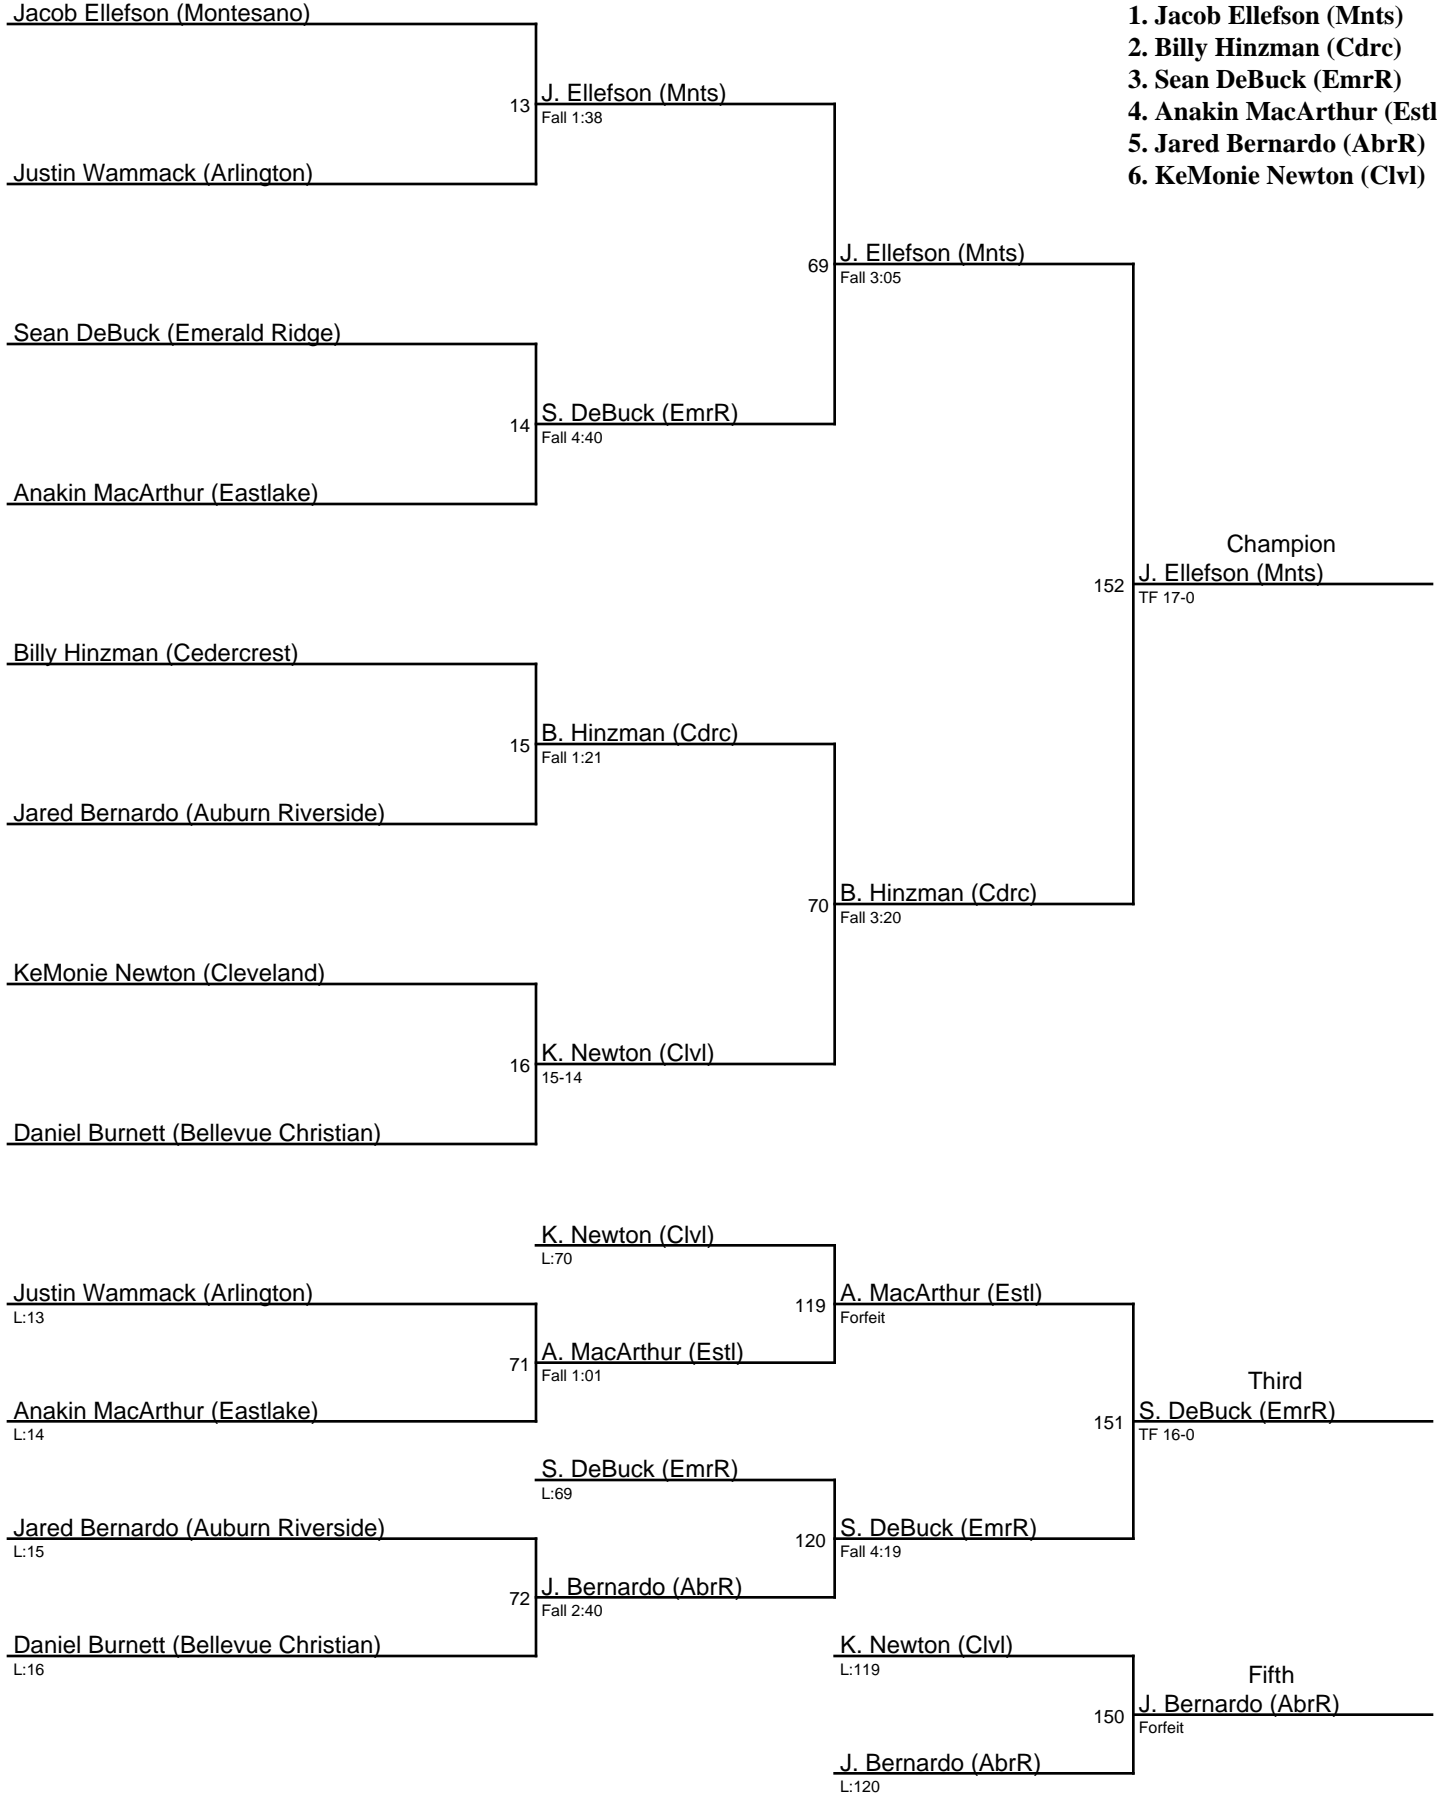 Jacob Ellefson (Montesano)
1. Jacob Ellefson (Mnts)
2. Billy Hinzman (Cdrc)
3. Sean DeBuck (EmrR)
4. Anakin MacArthur (Estl
5. Jared Bernardo (AbrR)
6. KeMonie Newton (Clvl)
13 J. Ellefson (Mnts)
Fall 1:38
Justin Wammack (Arlington)
69 J. Ellefson (Mnts)
Fall 3:05
Sean DeBuck (Emerald Ridge)
14 S. DeBuck (EmrR)
Fall 4:40
Anakin MacArthur (Eastlake)
Champion
152 J. Ellefson (Mnts)
TF 17-0
Billy Hinzman (Cedercrest)
15 B. Hinzman (Cdrc)
Fall 1:21
Jared Bernardo (Auburn Riverside)
70 B. Hinzman (Cdrc)
Fall 3:20
KeMonie Newton (Cleveland)
16 K. Newton (Clvl)
15-14
Daniel Burnett (Bellevue Christian)
K. Newton (Clvl)
L:70
Justin Wammack (Arlington)
L:13
119 A. MacArthur (Estl)
Forfeit
71 A. MacArthur (Estl)
Fall 1:01
Anakin MacArthur (Eastlake)
L:14
Third
151 S. DeBuck (EmrR)
TF 16-0
S. DeBuck (EmrR)
L:69
Jared Bernardo (Auburn Riverside)
L:15
120 S. DeBuck (EmrR)
Fall 4:19
72 J. Bernardo (AbrR)
Fall 2:40
Daniel Burnett (Bellevue Christian)
L:16
K. Newton (Clvl)
L:119
Fifth
150 J. Bernardo (AbrR)
Forfeit
J. Bernardo (AbrR)
L:120